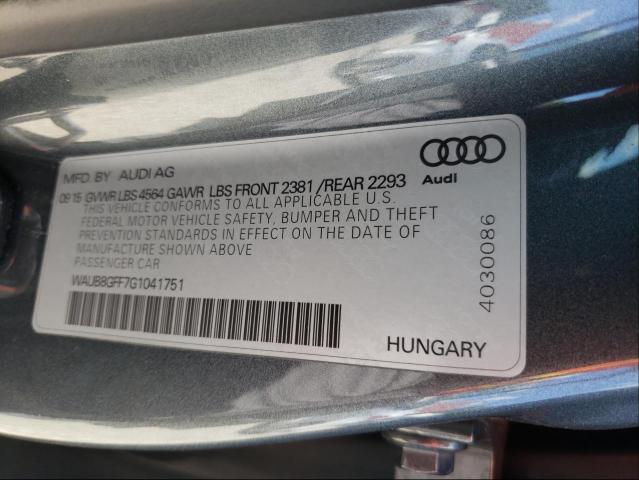 MFD. BY AUDI AG
09 15 GVWR LBS 4564 GAWR LBS FRONT 2381 /REAR 2293
THIS VEHICLE CONFORMS TO ALL APPLICABLE U.S.
FEDERAL MOTOR VEHICLE SAFETY, BUMPER AND THEFT
PREVENTION STANDARDS IN EFFECT ON THE DATE OF
MANUFACTURE SHOWN ABOVE
PASSENGER CAR
WAUB8GFF7G1041751
Audi
4030086
HUNGARY